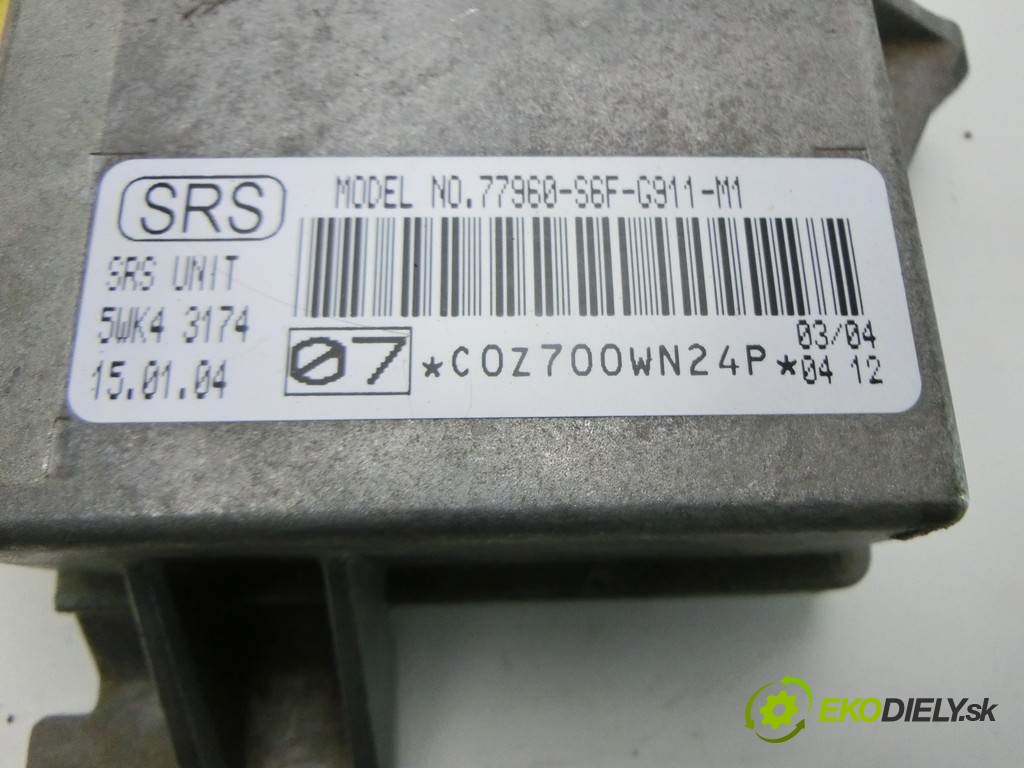 SRS
MODEL NO.77960-S6F-G911-M1
SRS UNIT
5WK4 3174
15.01.04
07
*C0Z700WN24P*
03/04
04 12
EKODIELY.sk